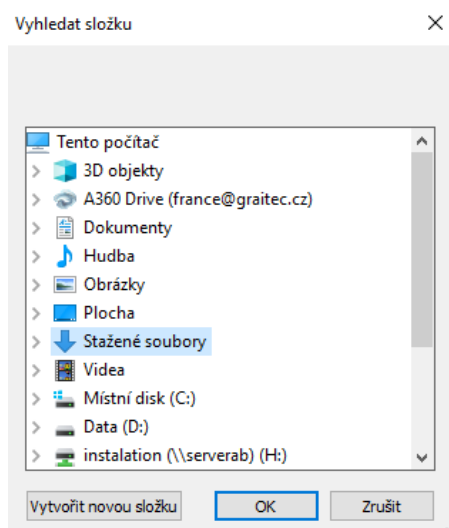 Vyhledat složku
Tento počítač
3D objekty
A360 Drive (france@graitec.cz)
Dokumenty
Hudba
Obrázky
Plocha
Stažené soubory
Videa
Místní disk (C:)
Data (D:)
instalation (\\serverab) (H:)
Vytvořit novou složku OK Zrušit